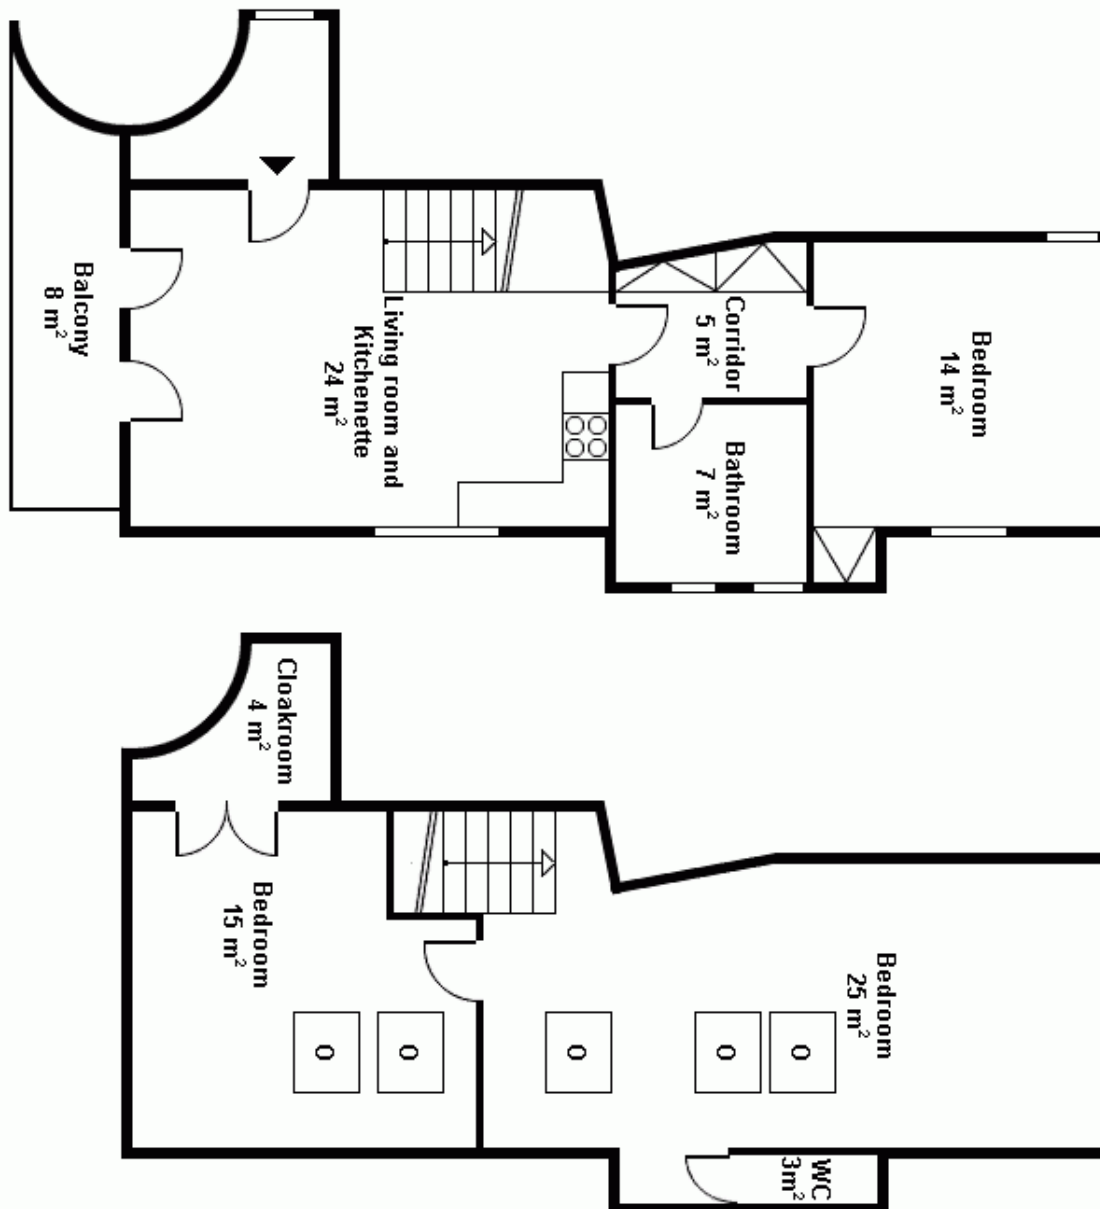 Balcony
8 m²
Living room and
Kitchenette
24 m²
Corridor
5 m²
Bathroom
7 m²
Bedroom
14 m²
Cloakroom
4 m²
Bedroom
15 m²
Bedroom
25 m²
O
O
O
O
O
WC
3m²